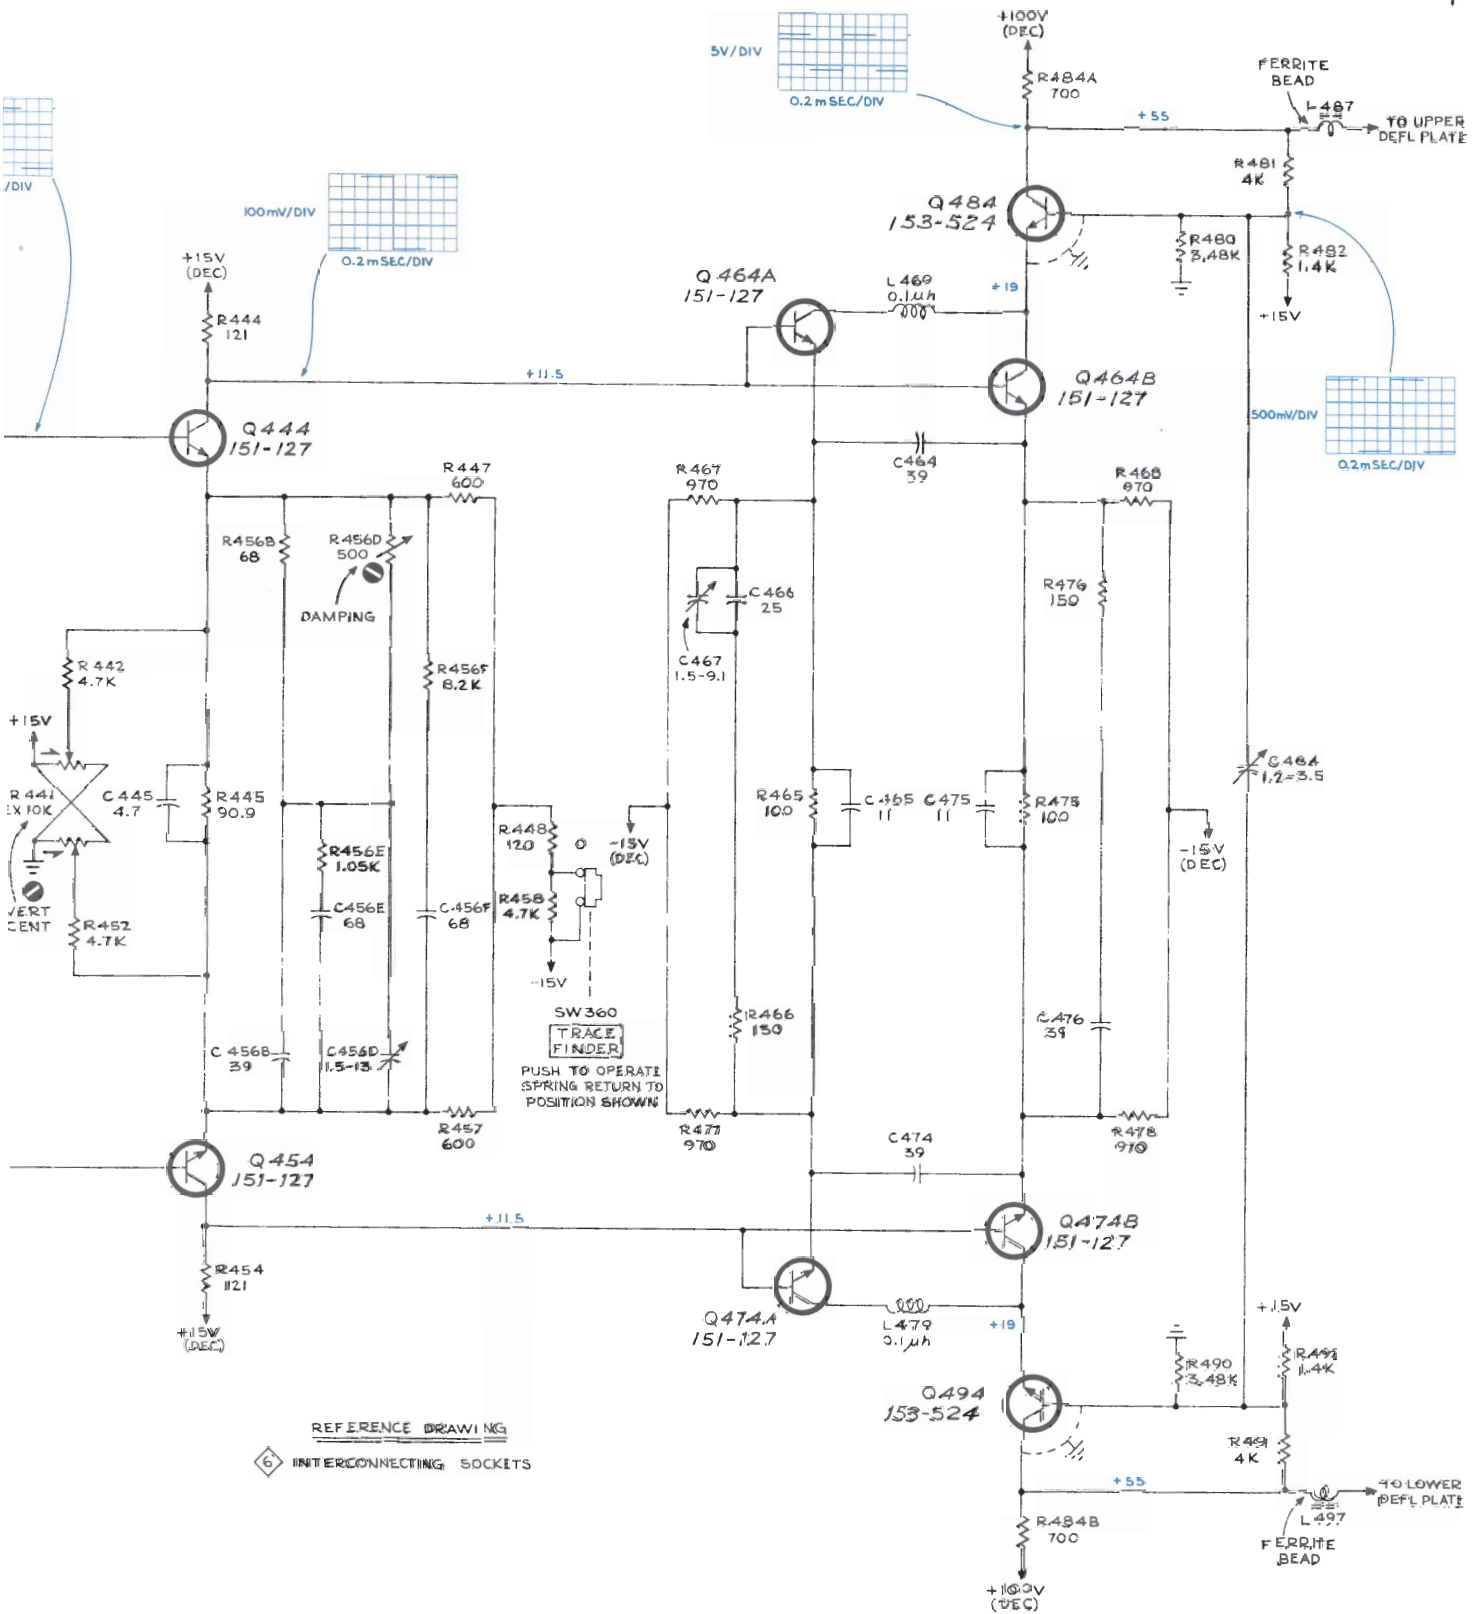 +100V
(DEC)
5V/DIV
0.2mSEC/DIV
R484A
700
FERRITE
BEAD
L487
TO UPPER
DEFL PLATE
+55
R481
4K
/DIV
100mV/DIV
0.2mSEC/DIV
Q484
153-524
R480
3.48K
R482
1.4K
+15V
+15V
(DEC)
R444
121
Q464A
151-127
L469
0.1µh
+19
+11.5
Q464B
151-127
500mV/DIV
0.2mSEC/DIV
Q444
151-127
R447
600
R467
970
C464
39
R468
970
R456B
68
R456D
500
DAMPING
C466
25
C467
1.5-9.1
R476
150
R442
4.7K
R456F
8.2K
+15V
R441
EX10K
C445
4.7
R445
90.9
R465
100
C465
11
C475
11
R475
100
C484
1.2-3.5
R448
120
-15V
(DEC)
-15V
(DEC)
R456E
1.05K
R458
4.7K
VERT
CENT
R452
4.7K
C456E
68
C456F
68
-15V
SW360
TRACE
FINDER
PUSH TO OPERATE
SPRING RETURN TO
POSITION SHOWN
R466
150
C476
39
C456B
39
C456D
1.5-13
R457
600
R477
970
C474
39
R478
970
Q454
151-127
+11.5
Q474B
151-127
R454
121
+15V
(DEC)
Q474A
151-127
L479
0.1µh
+19
+15V
R490
3.48K
R492
1.4K
Q494
153-524
R491
4K
REFERENCE DRAWING
6 INTERCONNECTING SOCKETS
+55
TO LOWER
DEFL PLATE
L497
R484B
700
FERRITE
BEAD
+100V
(DEC)